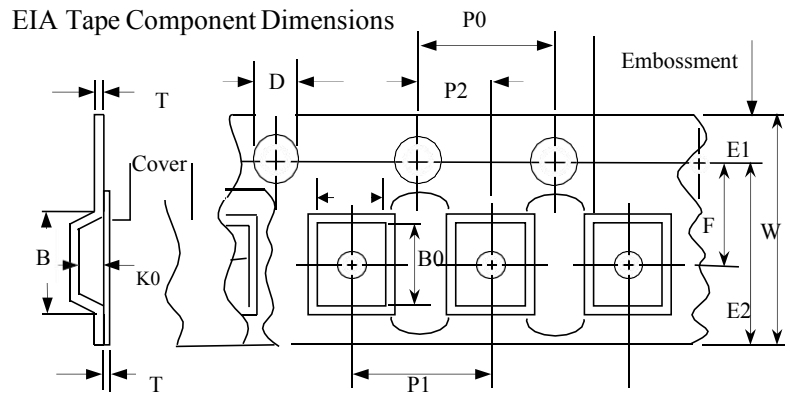 EIA Tape Component Dimensions
P0
D
P2
Embossment
T
Cover
E1
F
W
B
K0
B0
E2
P1
T